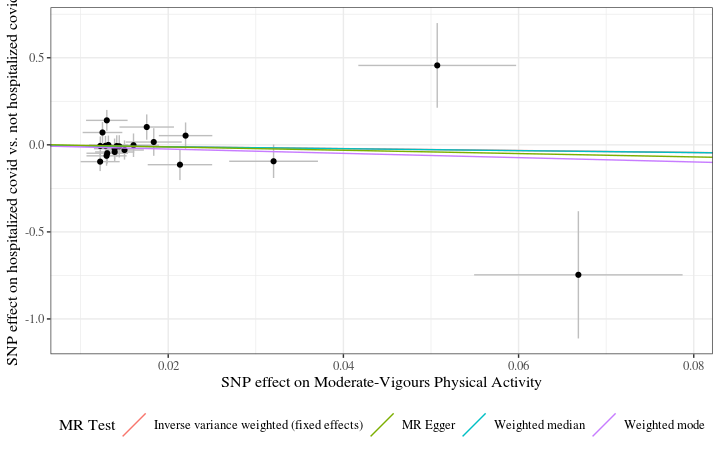 SNP effect on hospitalized covid vs. not hospitalized covid
0.5
0.0
-0.5
-1.0
0.02
0.04
0.06
0.08
SNP effect on Moderate-Vigours Physical Activity
MR Test
Inverse variance weighted (fixed effects)
MR Egger
Weighted median
Weighted mode